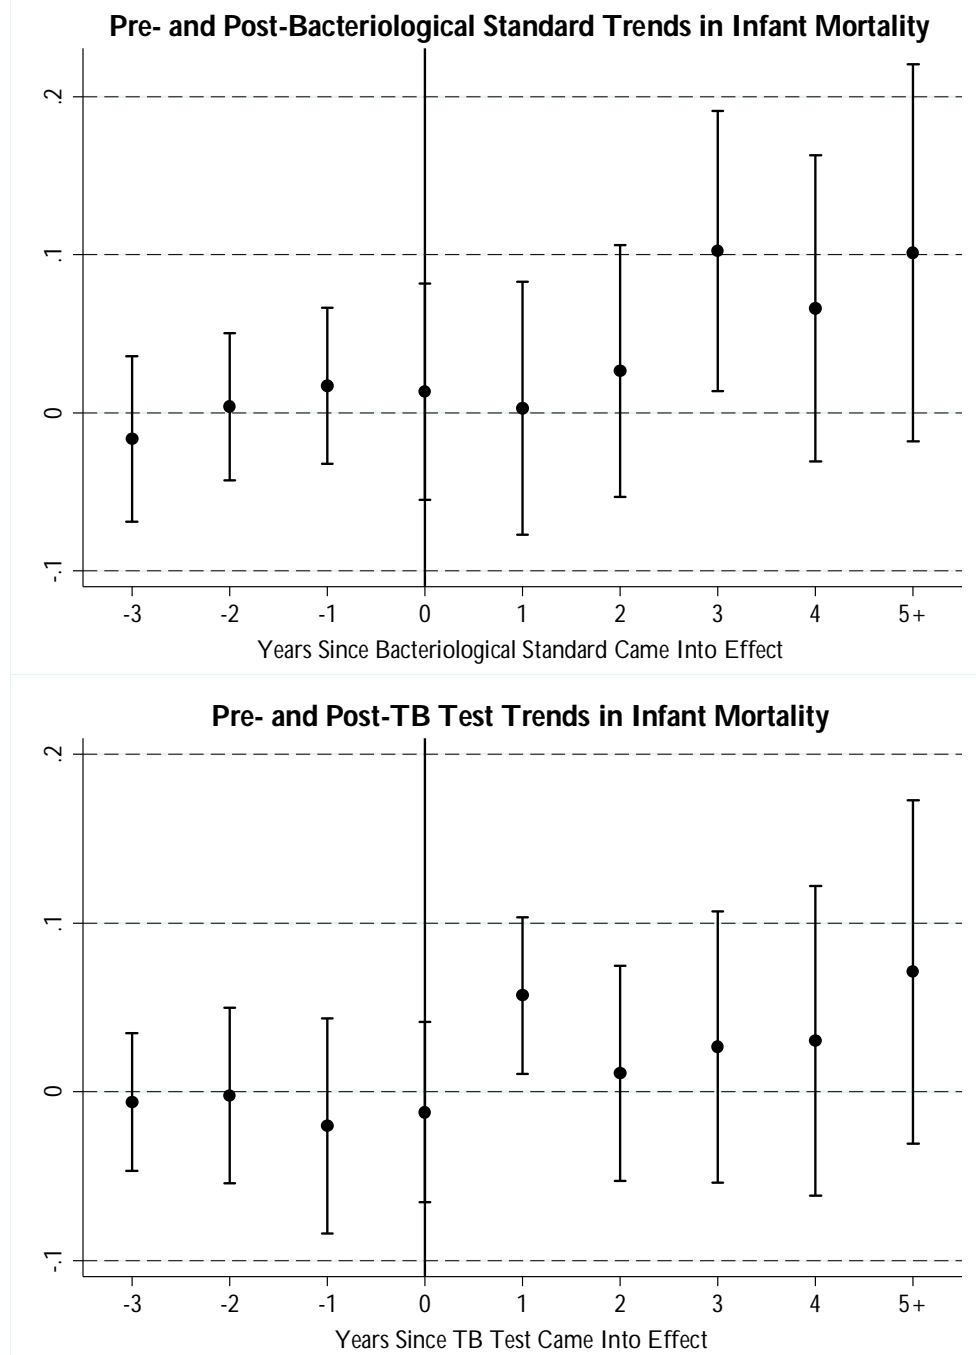 Pre- and Post-Bacteriological Standard Trends in Infant Mortality
.2
.1
0
-.1
-3 -2 -1 0 1 2 3 4 5+
Years Since Bacteriological Standard Came Into Effect
Pre- and Post-TB Test Trends in Infant Mortality
.2
.1
0
-.1
-3 -2 -1 0 1 2 3 4 5+
Years Since TB Test Came Into Effect